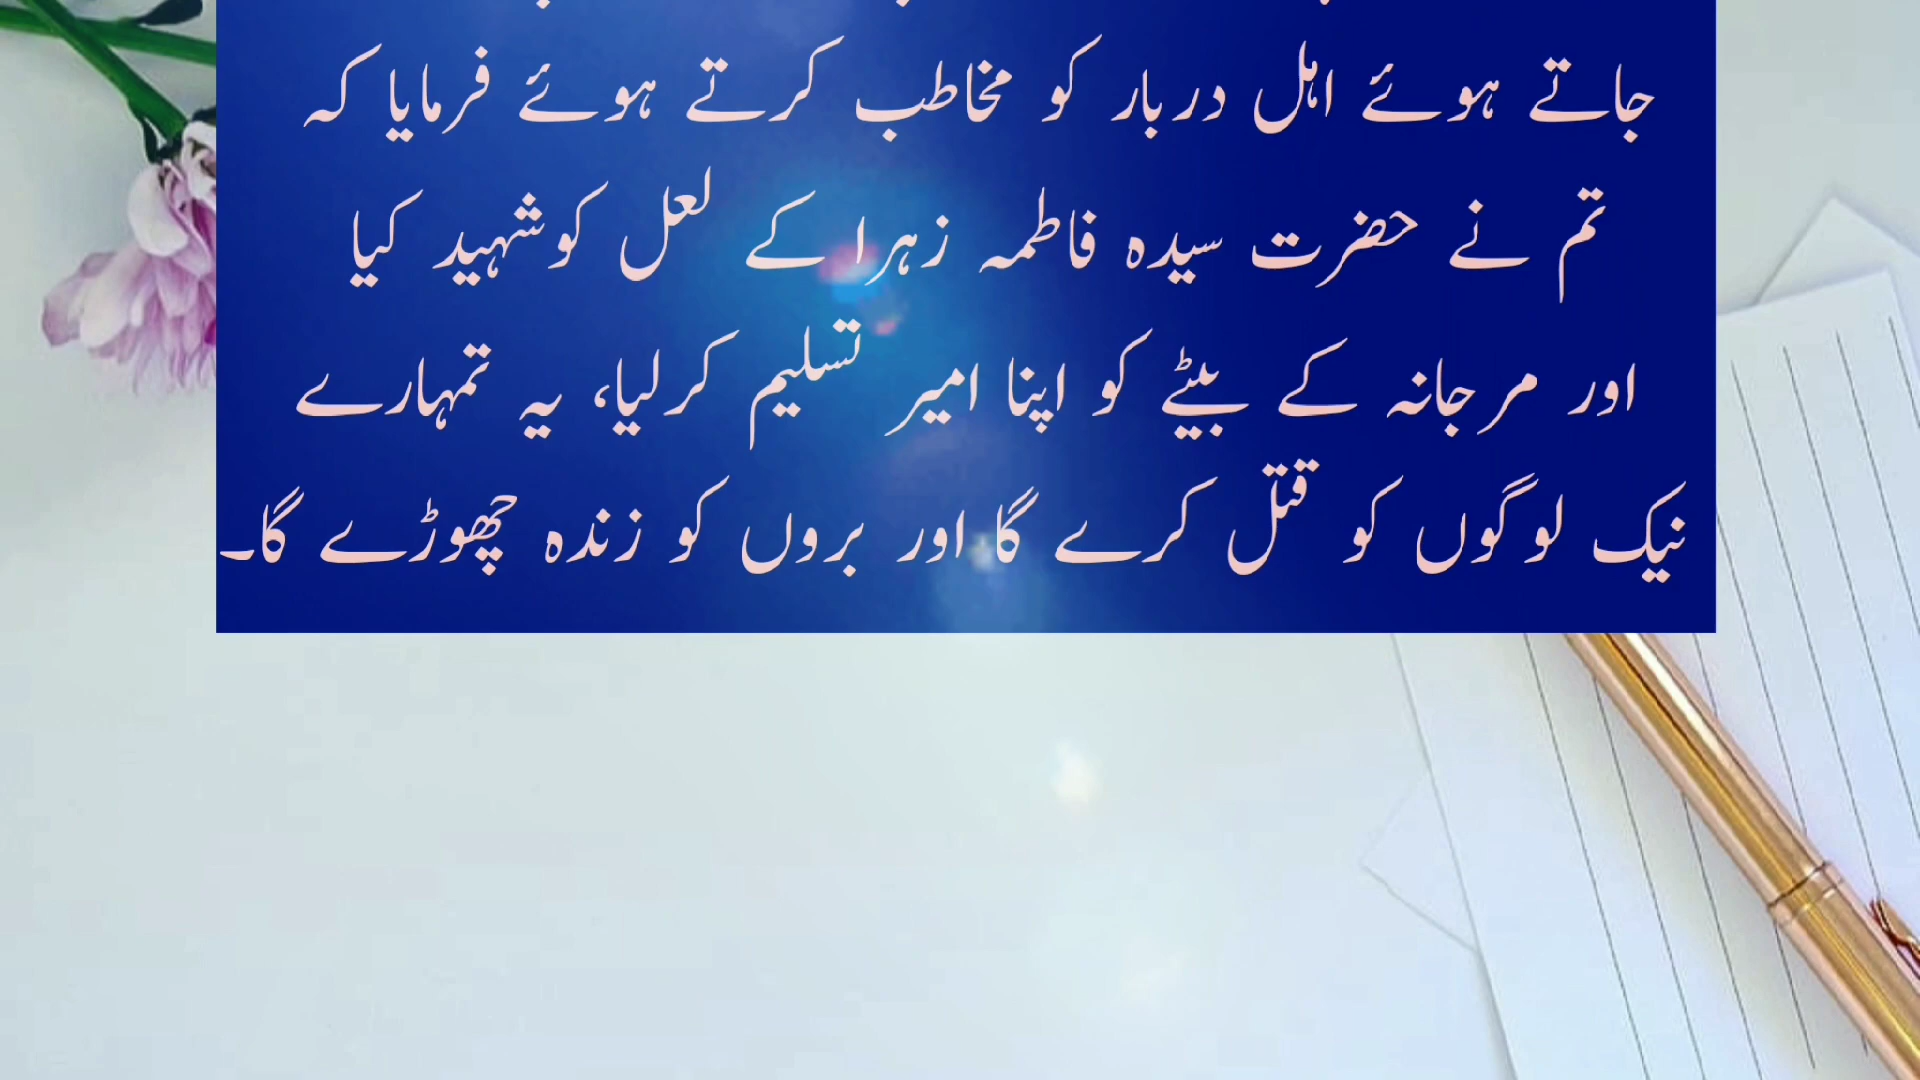 جاتے ہوئے اہل دربار کو مخاطب کرتے ہوئے فرمایا کہ
تم نے حضرت سیدہ فاطمہ زہرا کے لعل کوشہید کیا
اور مرجانہ کے بیٹے کو اپنا امیر تسلیم کرلیا، یہ تمہارے
نیک لوگوں کو قتل کرے گا اور بروں کو زندہ چھوڑے گا۔